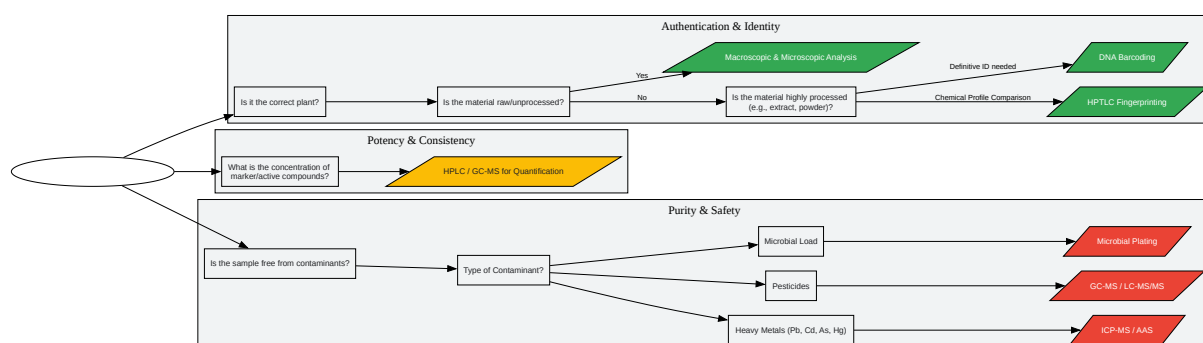 Authentication & Identity
Macroscopic & Microscopic Analysis
DNA Barcoding
Definitive ID needed
Yes
Is it the correct plant?
Is the material raw/unprocessed?
No
Is the material highly processed
(e.g., extract, powder)?
Chemical Profile Comparison
HPTLC Fingerprinting
Potency & Consistency
What is the concentration of
marker/active compounds?
HPLC / GC-MS for Quantification
Purity & Safety
Microbial Load
Microbial Plating
Is the sample free from contaminants?
Type of Contaminant?
Pesticides
GC-MS / LC-MS/MS
Heavy Metals (Pb, Cd, As, Hg)
ICP-MS / AAS